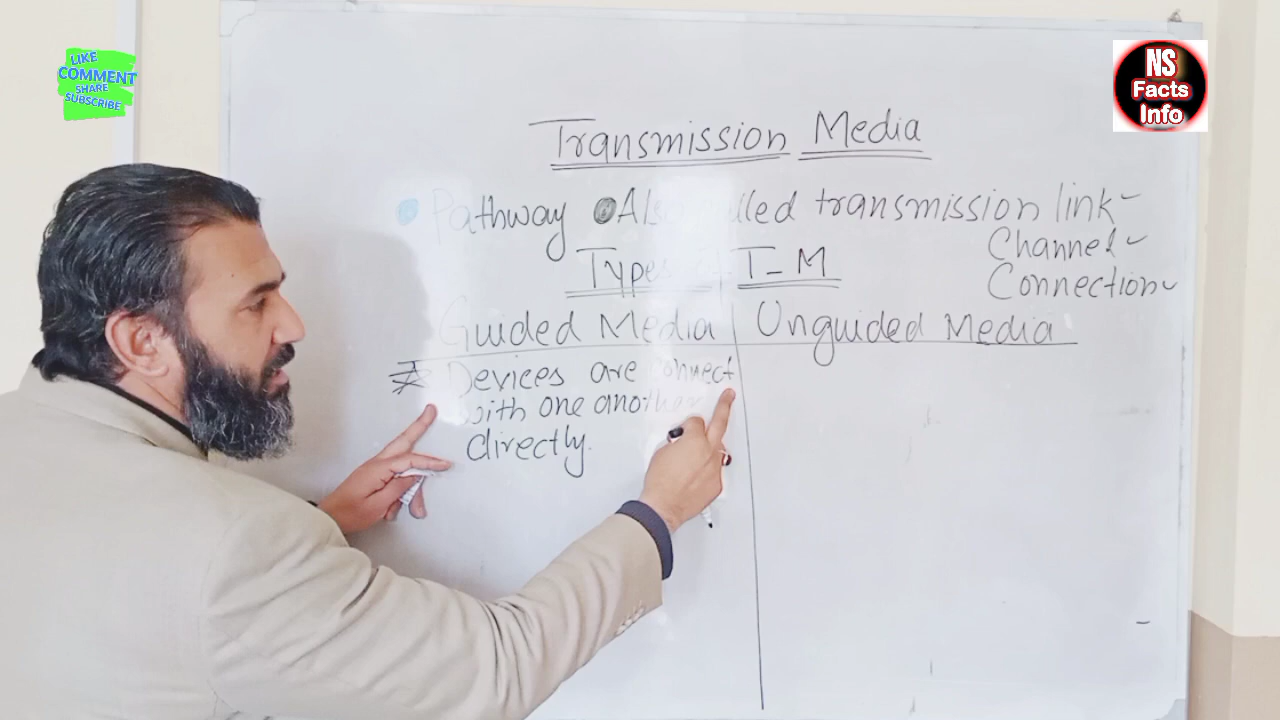 LIKE
COMMENT
SHARE
SUBSCRIBE
NS
Facts
Info
Transmission Media
Pathway Also called transmission link
Channel
Connection
Types T-M
Guided Media Unguided Media
Devices are connect
with one another
directly.